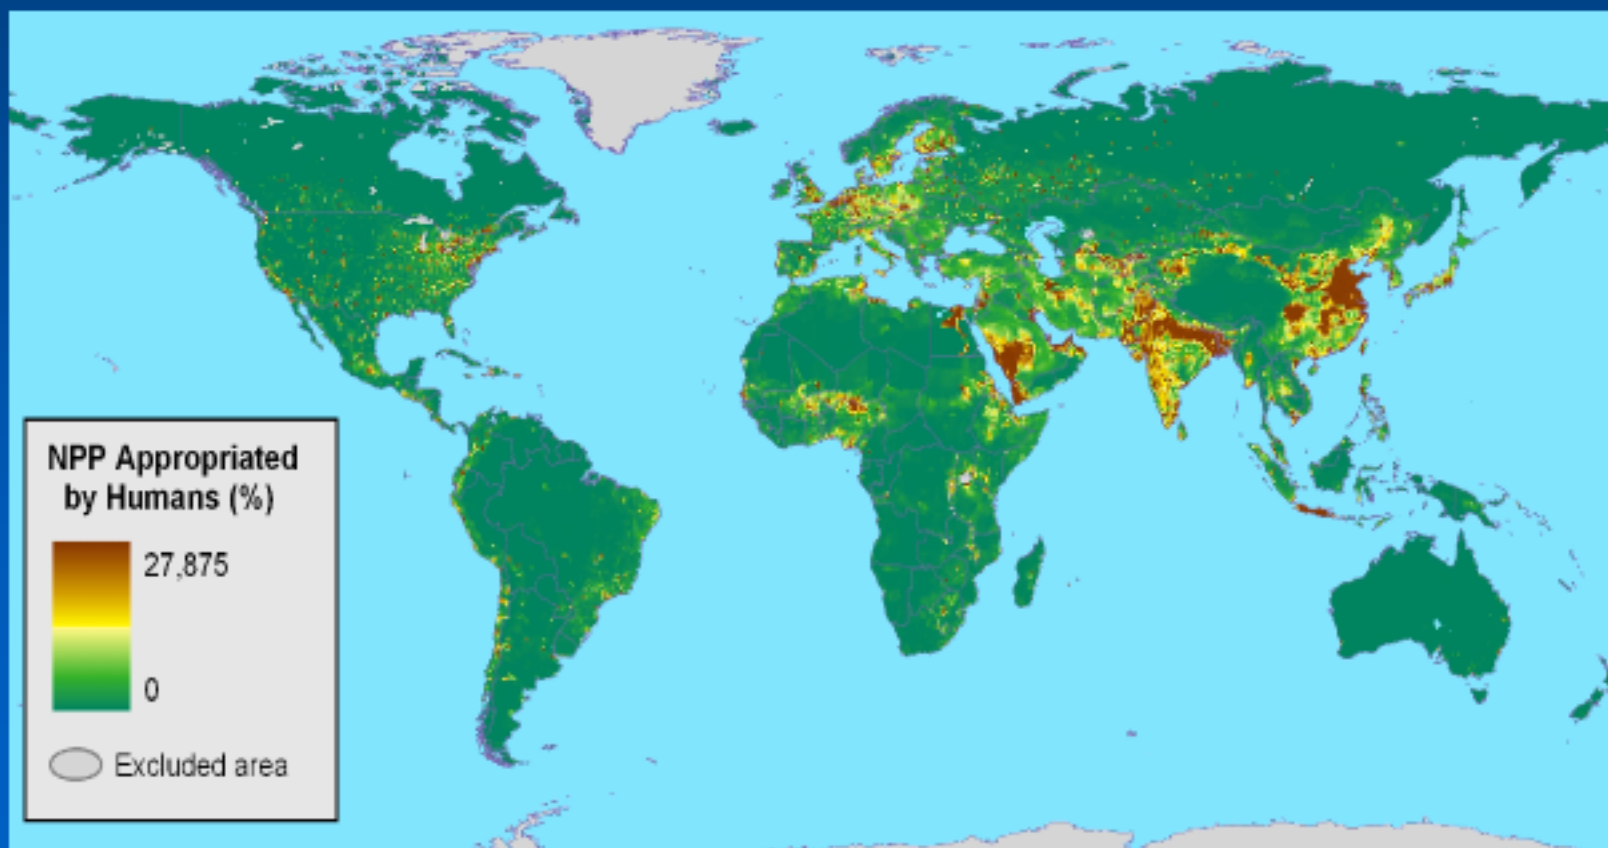 NPP Appropriated
by Humans (%)
27,875
0
Excluded area